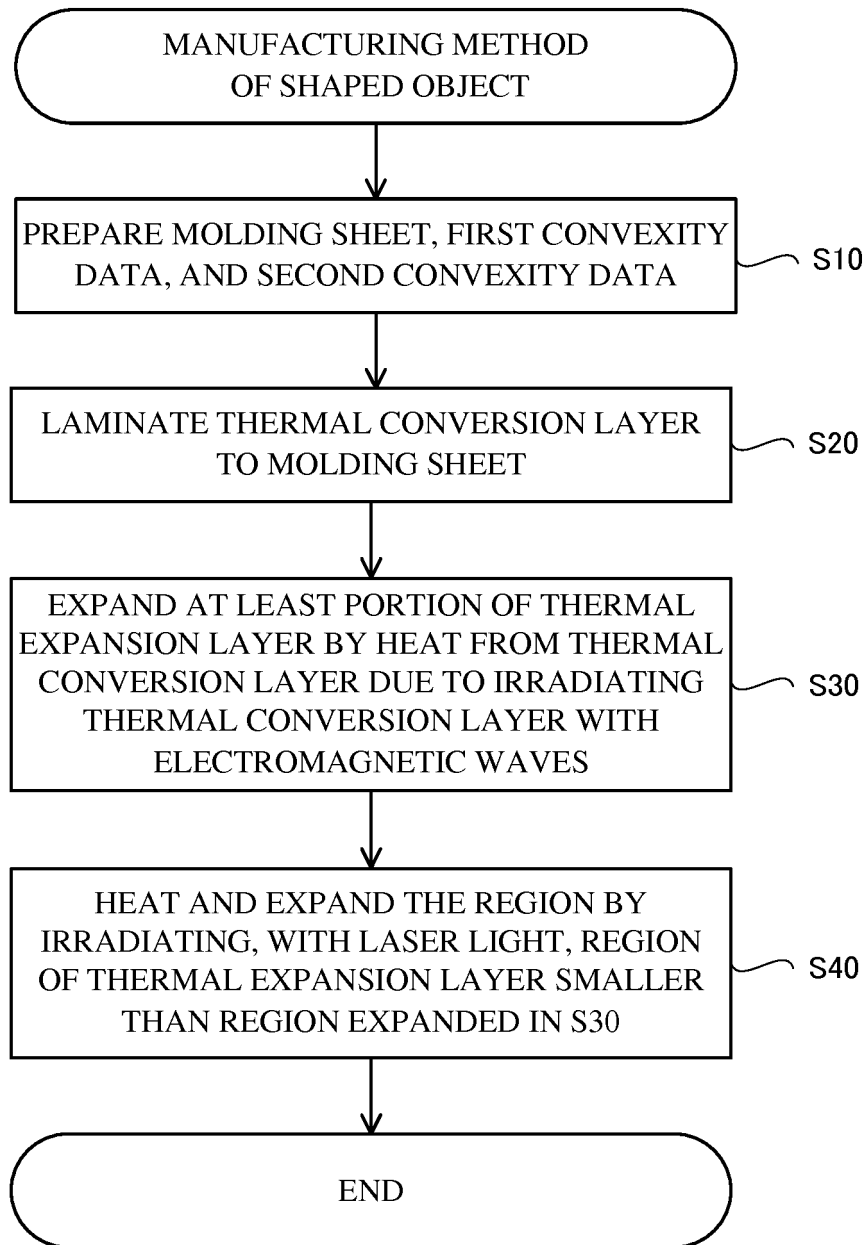 MANUFACTURING METHOD
OF SHAPED OBJECT
PREPARE MOLDING SHEET, FIRST CONVEXITY
DATA, AND SECOND CONVEXITY DATA
S10
LAMINATE THERMAL CONVERSION LAYER
TO MOLDING SHEET
S20
EXPAND AT LEAST PORTION OF THERMAL
EXPANSION LAYER BY HEAT FROM THERMAL
CONVERSION LAYER DUE TO IRRADIATING
THERMAL CONVERSION LAYER WITH
ELECTROMAGNETIC WAVES
S30
HEAT AND EXPAND THE REGION BY
IRRADIATING, WITH LASER LIGHT, REGION
OF THERMAL EXPANSION LAYER SMALLER
THAN REGION EXPANDED IN S30
S40
END